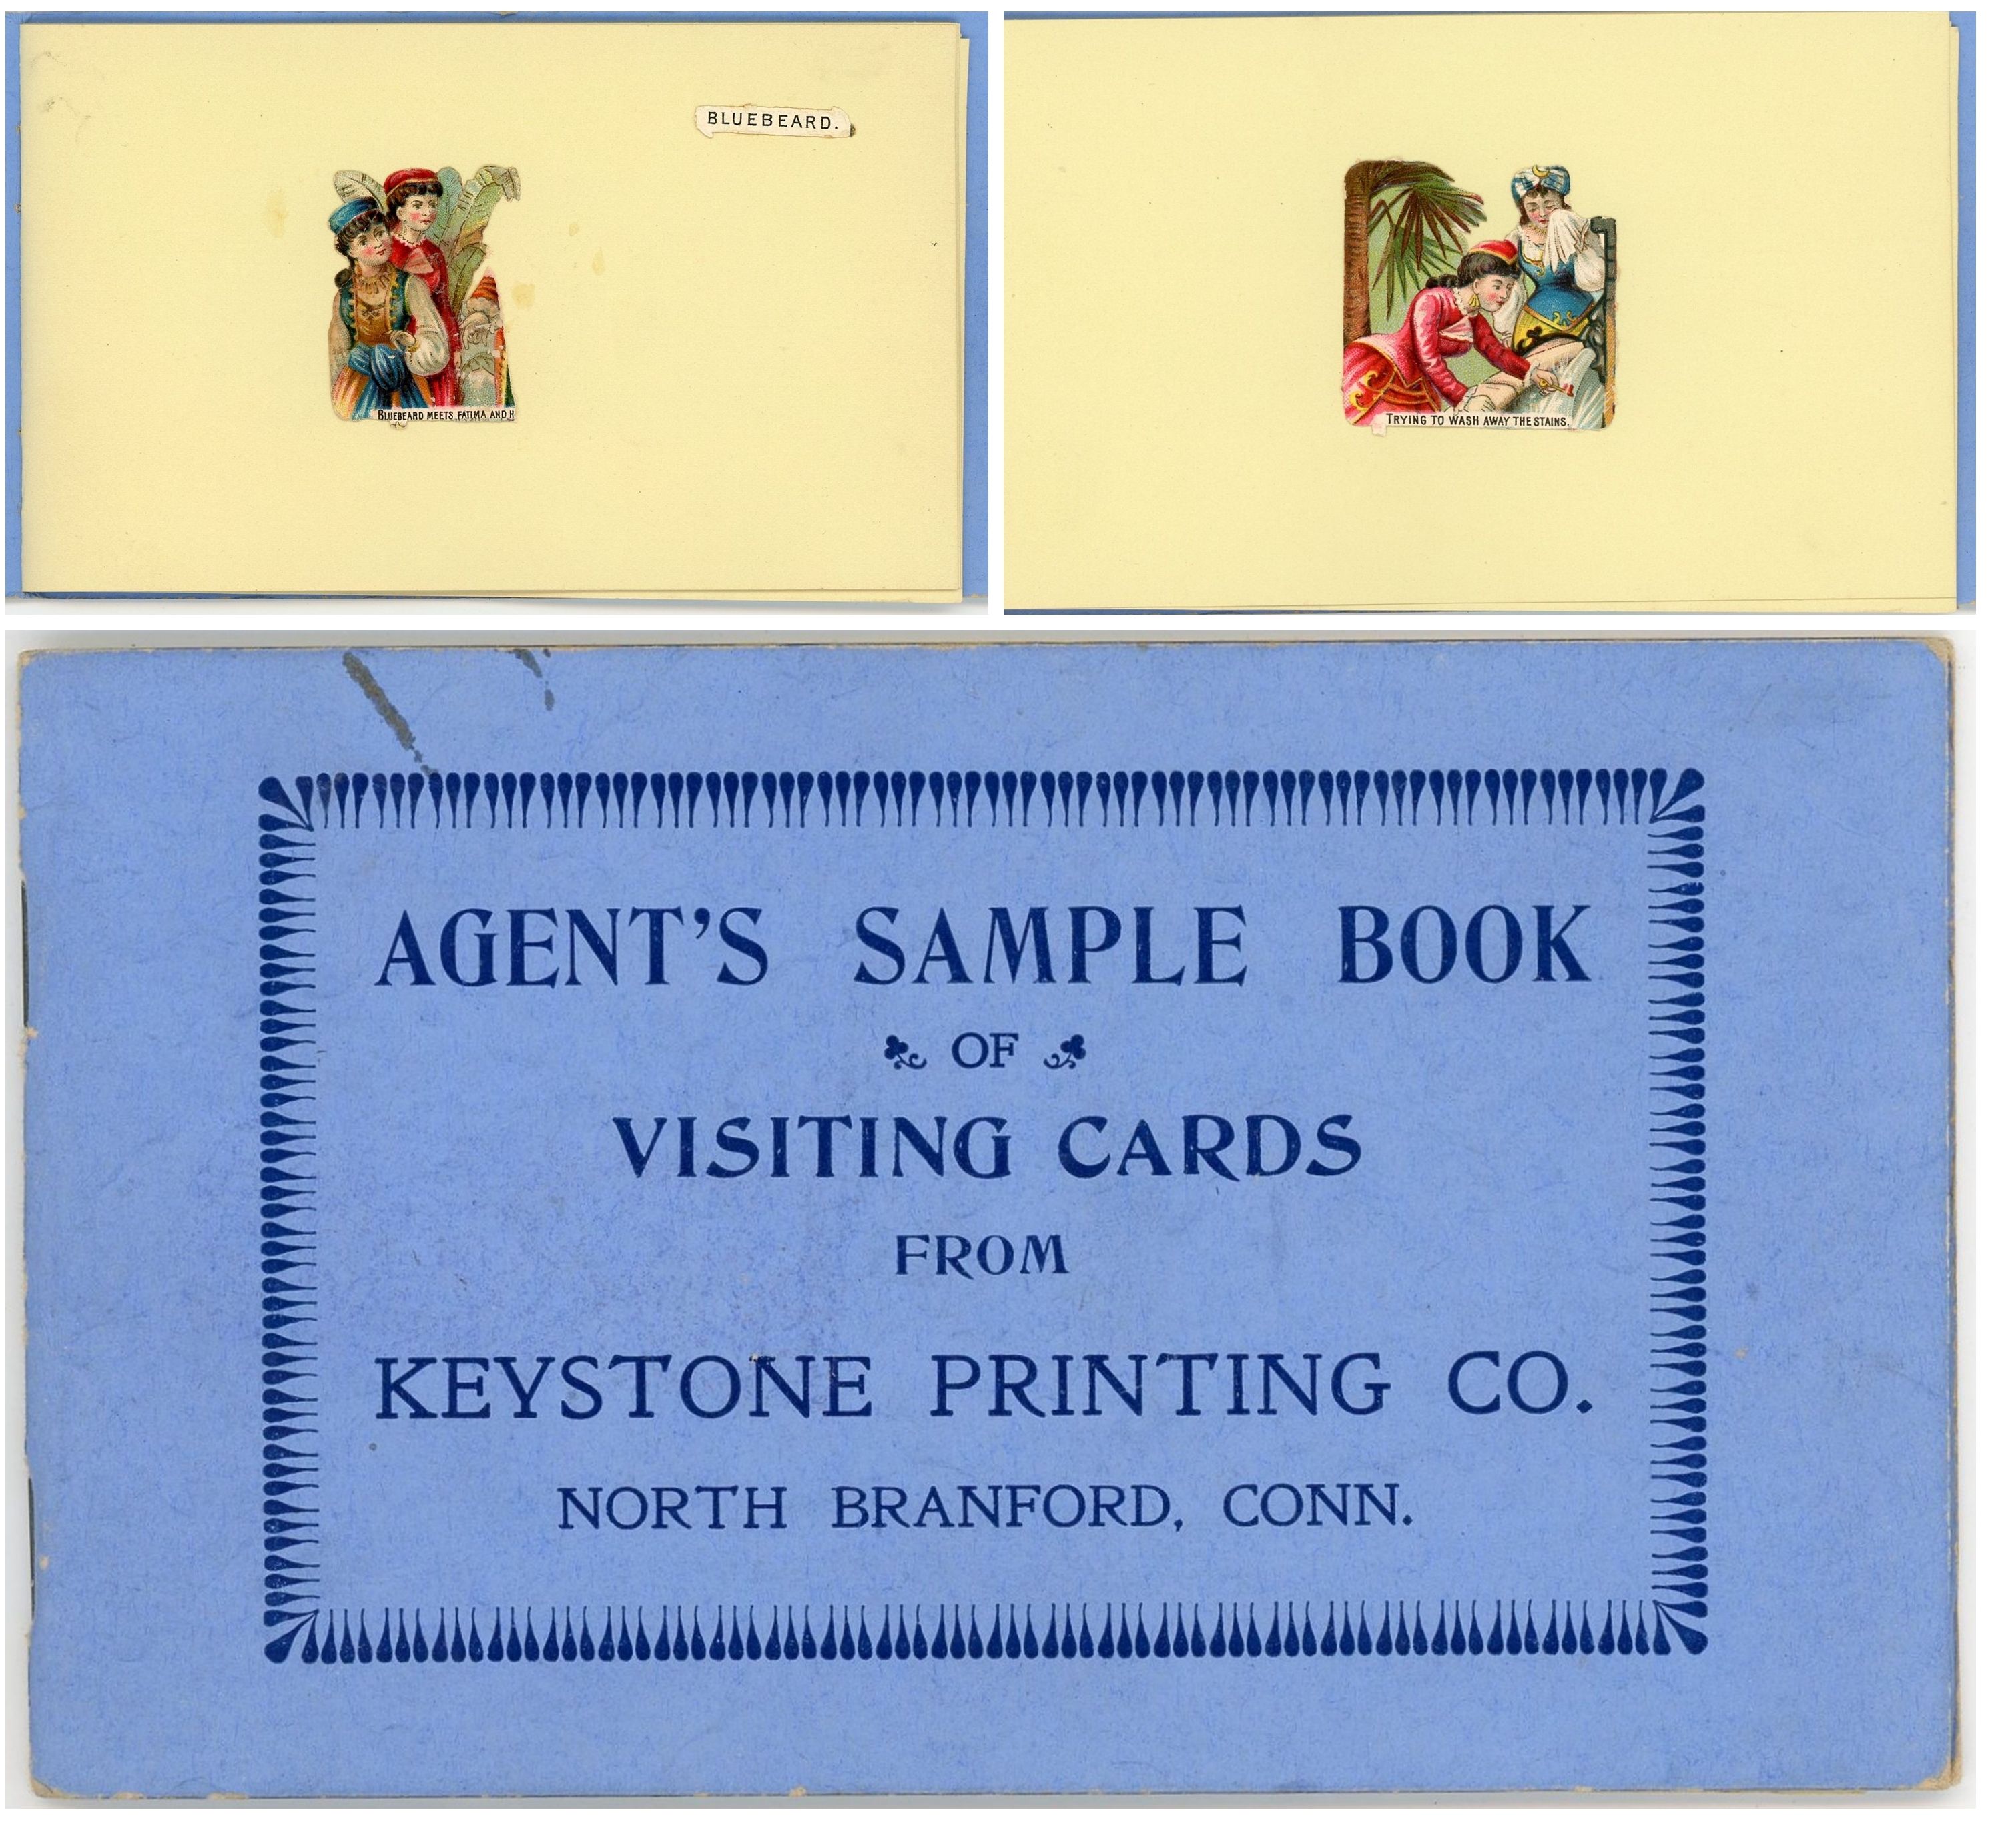 BLUEBEARD.
BLUEBEARD MEETS FATIMA AND H
TRYING TO WASH AWAY THE STAINS.
AGENT'S SAMPLE BOOK
OF
VISITING CARDS
FROM
KEYSTONE PRINTING CO.
NORTH BRANFORD, CONN.